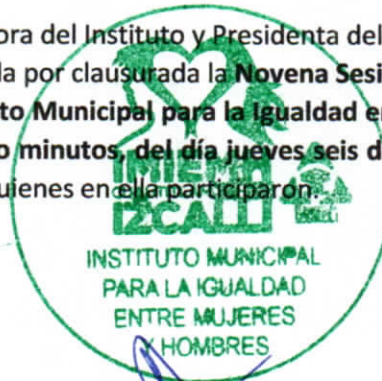 ora del Instituto y Presidenta del
la por clausurada la Novena Sesi
to Municipal para la Igualdad e
o minutos, del día jueves seis d
uienes en ella participaron.
IZCALLI
INSTITUTO MUNICIPAL
PARA LA IGUALDAD
ENTRE MUJERES
Y HOMBRES